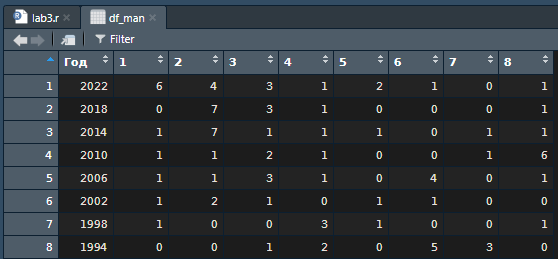 lab3.r df_man
Filter
Год 1 2 3 4 5 6 7 8
1 2022 6 4 3 1 2 1 0 1
2 2018 0 7 3 1 0 0 0 1
3 2014 1 7 1 1 1 0 1 1
4 2010 1 1 2 1 0 0 1 6
5 2006 1 1 3 1 0 4 0 1
6 2002 1 2 1 0 1 1 0 0
7 1998 1 0 0 3 1 0 0 1
8 1994 0 0 1 2 0 5 3 0